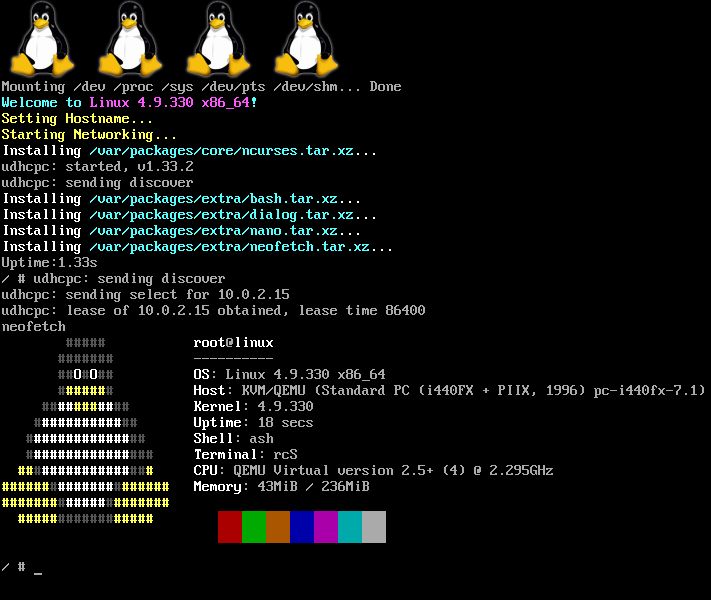 Mounting /dev /proc /sys /dev/pts /dev/shm... Done
Welcome to Linux 4.9.330 x86_64!
Setting Hostname...
Starting Networking...
Installing /var/packages/core/ncurses.tar.xz...
udhcpc: started, v1.33.2
udhcpc: sending discover
Installing /var/packages/extra/bash.tar.xz...
Installing /var/packages/extra/dialog.tar.xz...
Installing /var/packages/extra/nano.tar.xz...
Installing /var/packages/extra/neofetch.tar.xz...
Uptime:1.33s
/ # udhcpc: sending discover
udhcpc: sending select for 10.0.2.15
udhcpc: lease of 10.0.2.15 obtained, lease time 86400
neofetch
##### root@linux
####### ----------
##O#O## OS: Linux 4.9.330 x86_64
####### Host: KVM/QEMU (Standard PC (i440FX + PIIX, 1996) pc-i440fx-7.1)
########### Kernel: 4.9.330
############# Uptime: 18 secs
############### Shell: ash
################ Terminal: rcS
################# CPU: QEMU Virtual version 2.5+ (4) @ 2.295GHz
##################### Memory: 43MiB / 236MiB
#####################
#################
/ # _